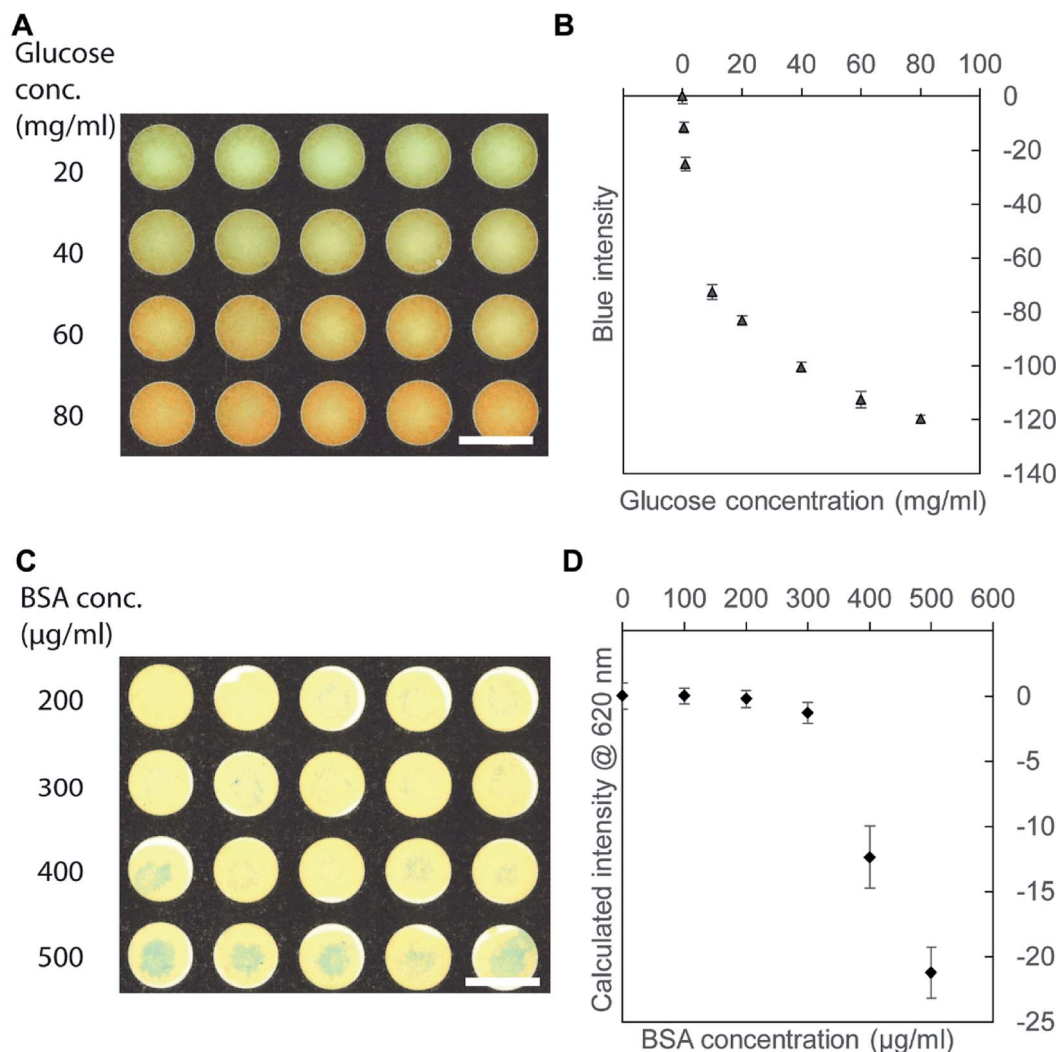 A
Glucose
conc.
(mg/ml)
20
40
60
80
B
0 20 40 60 80 100
0
-20
-40
-60
-80
-100
-120
-140
Blue intensity
Glucose concentration (mg/ml)
C
BSA conc.
(µg/ml)
200
300
400
500
D
0 100 200 300 400 500 600
0
-5
-10
-15
-20
-25
Calculated intensity @ 620 nm
BSA concentration (µg/ml)